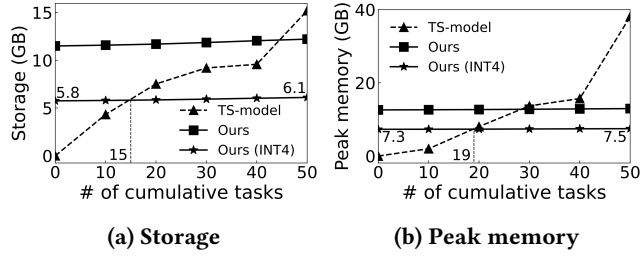 Storage (GB)
15
10
5
0
5.8
6.1
15
TS-model
Ours
Ours (INT4)
0 10 20 30 40 50
# of cumulative tasks
(a) Storage
Peak memory (GB)
40
20
0
TS-model
Ours
Ours (INT4)
7.3
19
7.5
0 10 20 30 40 50
# of cumulative tasks
(b) Peak memory